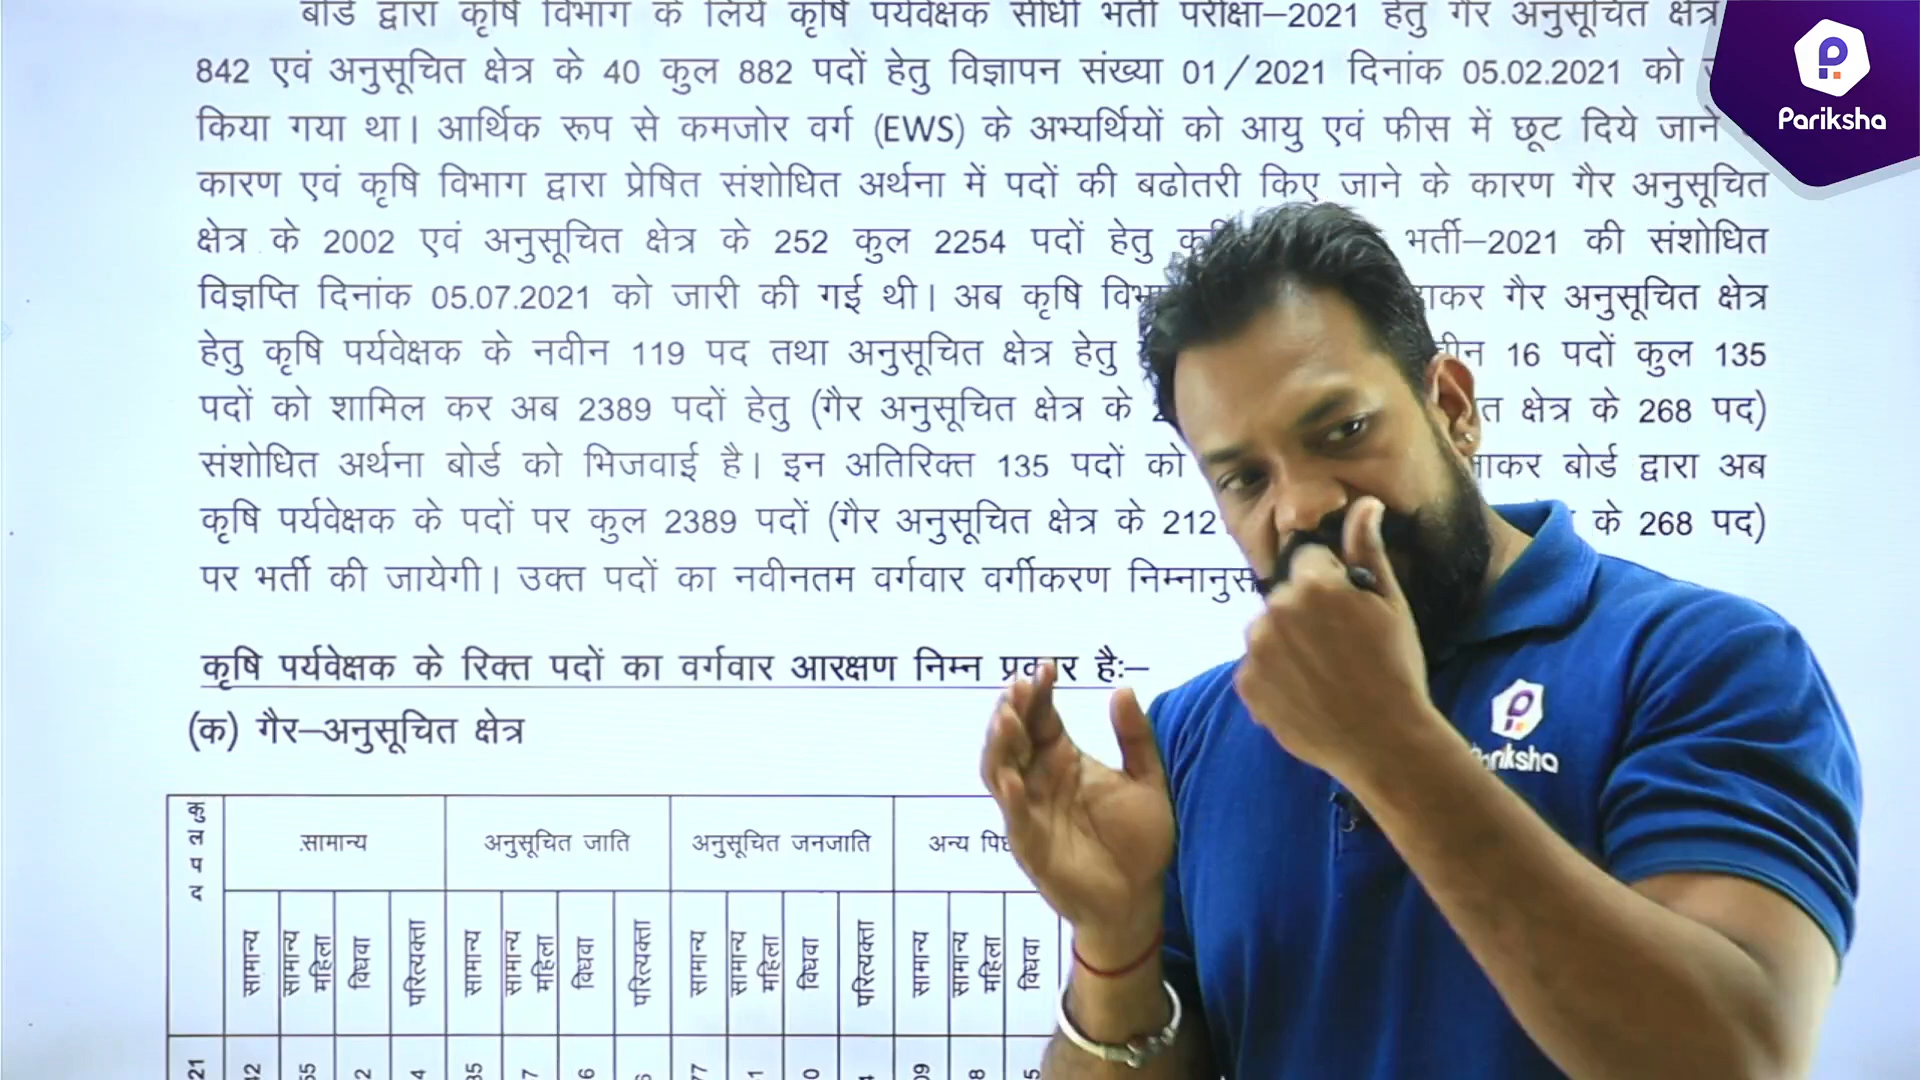 बोर्ड द्वारा कृषि विभाग के लिये कृषि पर्यवेक्षक सीधी भर्ती परीक्षा–2021 हेतु गैर अनुसूचित क्षेत्र
842 एवं अनुसूचित क्षेत्र के 40 कुल 882 पदों हेतु विज्ञापन संख्या 01/2021 दिनांक 05.02.2021 को
किया गया था। आर्थिक रूप से कमजोर वर्ग (EWS) के अभ्यर्थियों को आयु एवं फीस में छूट दिये जाने
कारण एवं कृषि विभाग द्वारा प्रेषित संशोधित अर्थना में पदों की बढोतरी किए जाने के कारण गैर अनुसूचित
क्षेत्र के 2002 एवं अनुसूचित क्षेत्र के 252 कुल 2254 पदों हेतु भर्ती–2021 की संशोधित
विज्ञप्ति दिनांक 05.07.2021 को जारी की गई थी। अब कृषि गैर अनुसूचित क्षेत्र
हेतु कृषि पर्यवेक्षक के नवीन 119 पद तथा अनुसूचित क्षेत्र हेतु 16 पदों कुल 135
पदों को शामिल कर अब 2389 पदों हेतु (गैर अनुसूचित क्षेत्र के क्षेत्र के 268 पद)
संशोधित अर्थना बोर्ड को भिजवाई है। इन अतिरिक्त 135 पदों को बोर्ड द्वारा अब
कृषि पर्यवेक्षक के पदों पर कुल 2389 पदों (गैर अनुसूचित क्षेत्र के 212 के 268 पद)
पर भर्ती की जायेगी। उक्त पदों का नवीनतम वर्गवार वर्गीकरण
कृषि पर्यवेक्षक के रिक्त पदों का वर्गवार आरक्षण निम्न प्रकार है:–
(क) गैर–अनुसूचित क्षेत्र
कुल पद सामान्य अनुसूचित जाति अनुसूचित जनजाति अन्य
सामान्य सामान्य महिला विधवा परित्यक्ता सामान्य सामान्य महिला विधवा परित्यक्ता सामान्य सामान्य महिला विधवा परित्यक्ता सामान्य सामान्य महिला विधवा
Pariksha
Pariksha